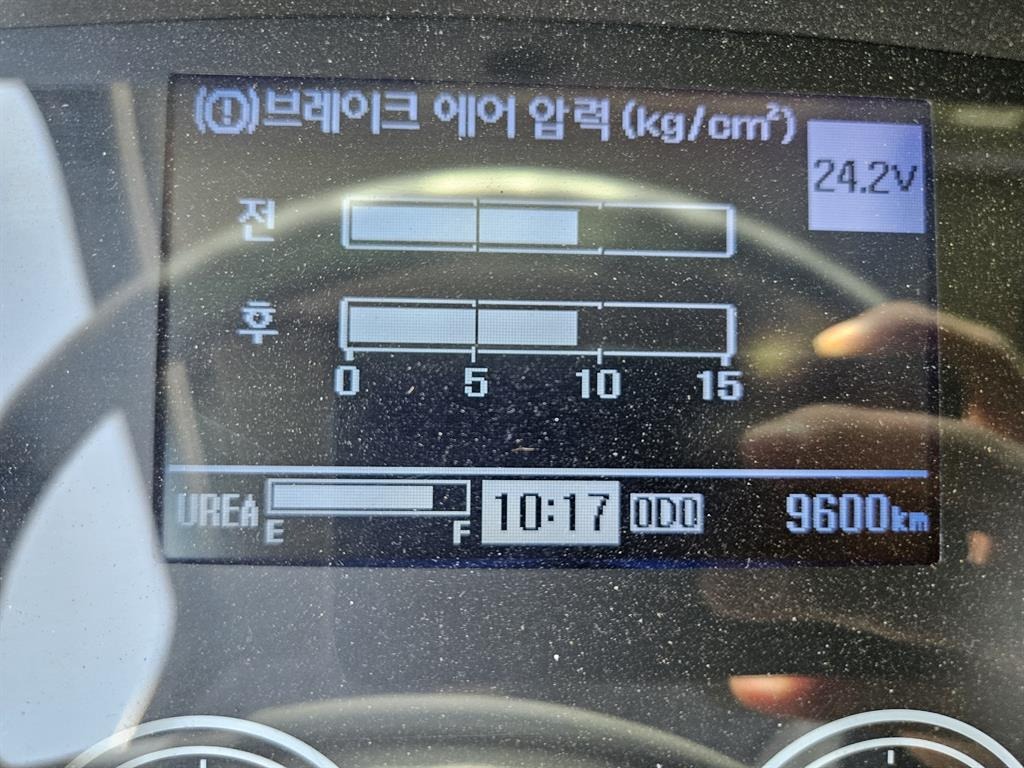 (!)브레이크 에어 압력 (kg/cm²)
24.2V
전
후
0 5 10 15
UREA E F 10:17 ODO 9600km